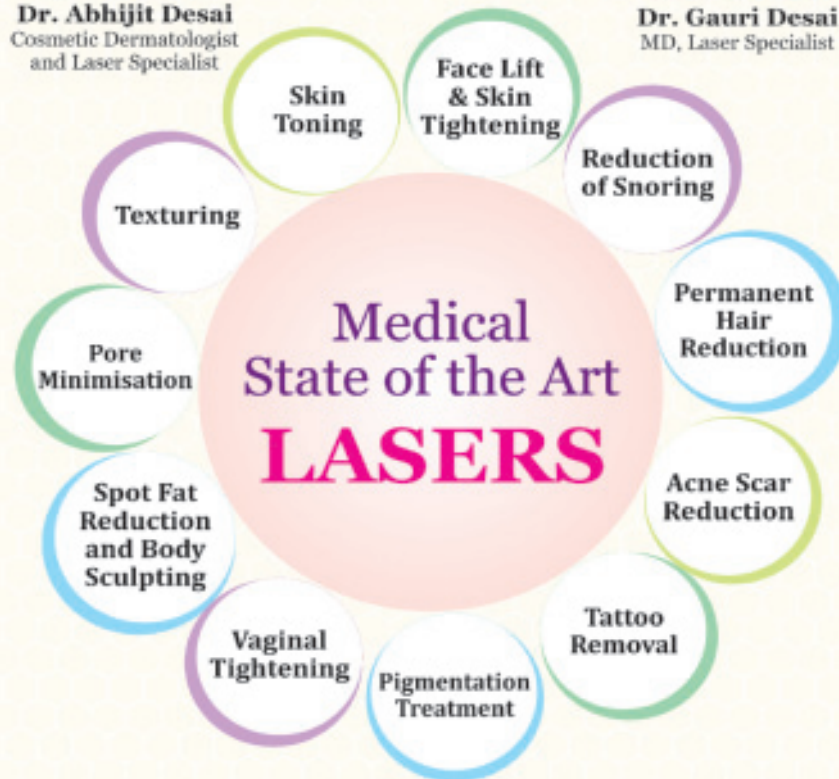 Dr. Abhijit Desai
Cosmetic Dermatologist
and Laser Specialist
Dr. Gauri Desai
MD, Laser Specialist
Medical
State of the Art
LASERS
Face Lift
& Skin
Tightening
Reduction
of Snoring
Permanent
Hair
Reduction
Acne Scar
Reduction
Tattoo
Removal
Pigmentation
Treatment
Vaginal
Tightening
Spot Fat
Reduction
and Body
Sculpting
Pore
Minimisation
Texturing
Skin
Toning